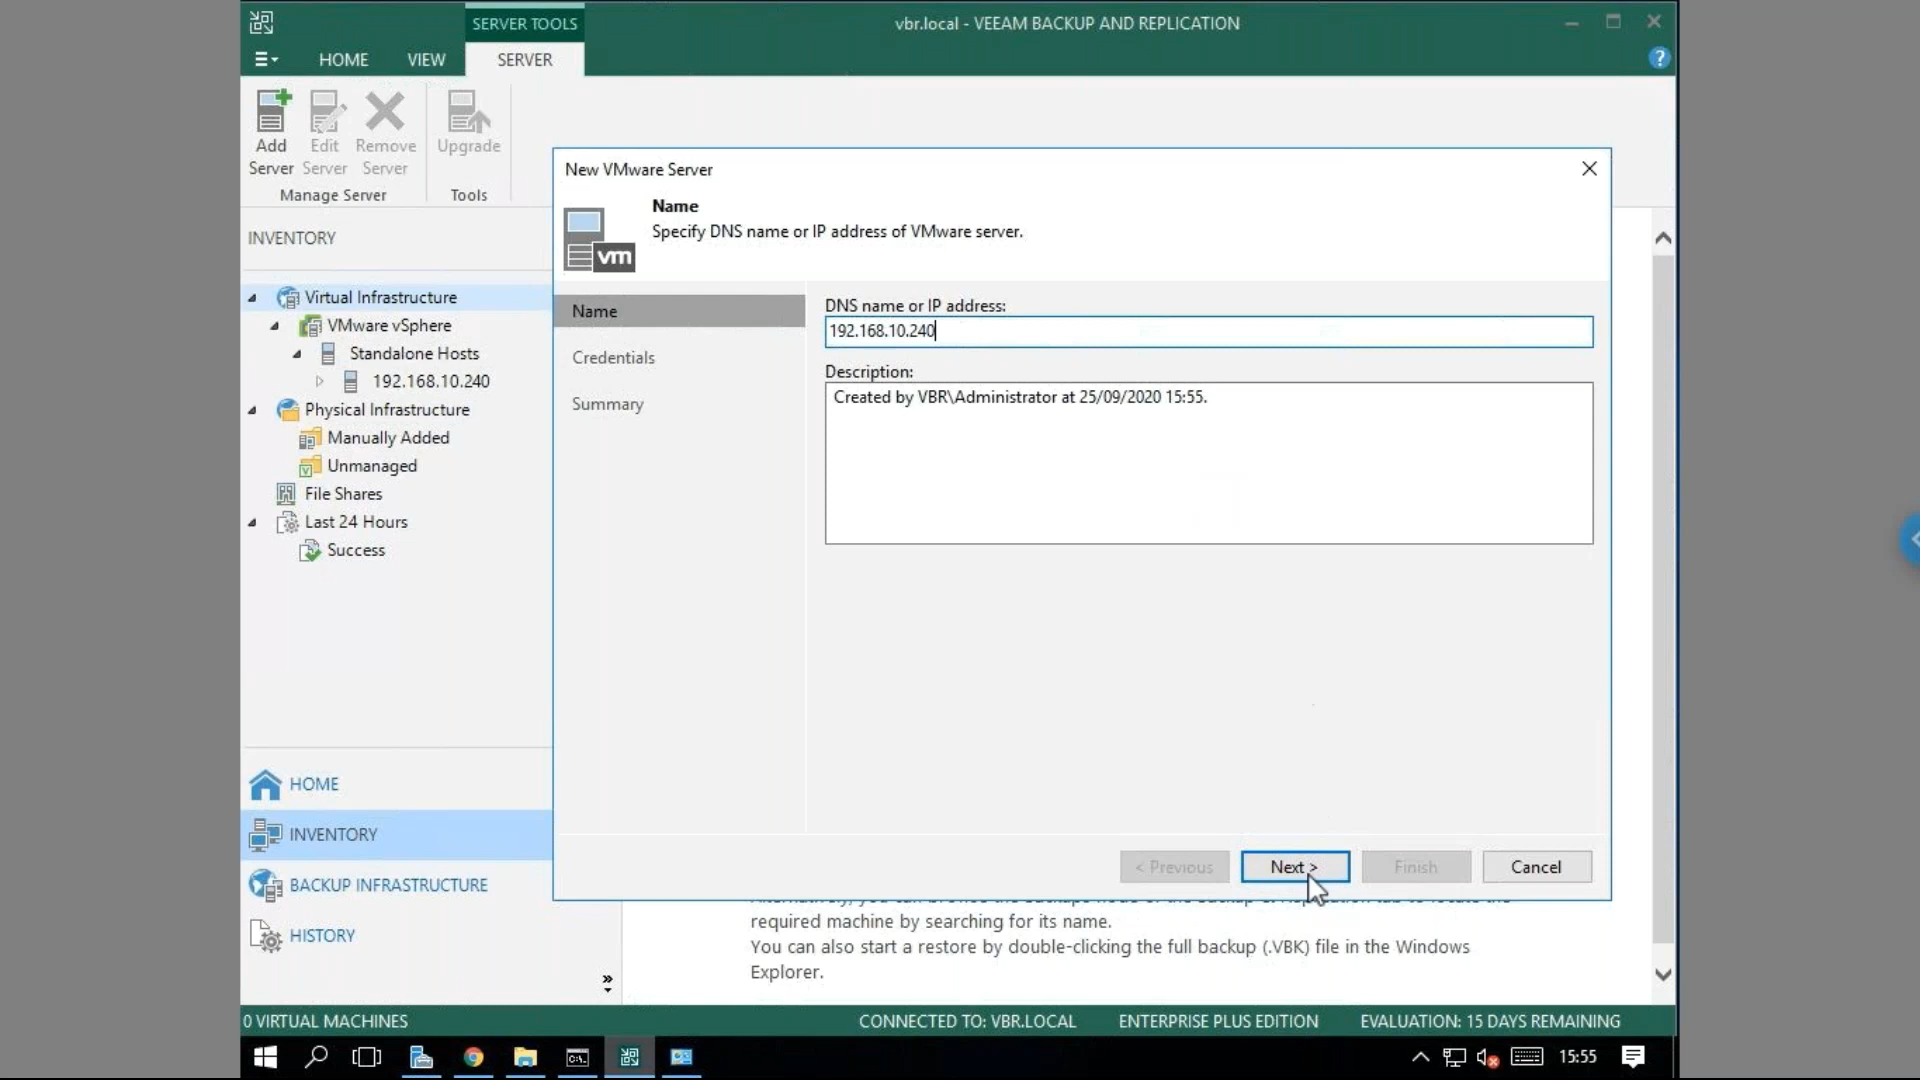 SERVER TOOLS
vbr.local - VEEAM BACKUP AND REPLICATION
HOME
VIEW
SERVER
?
Add Server
Edit Server
Remove Server
Upgrade
Manage Server
Tools
INVENTORY
Virtual Infrastructure
VMware vSphere
Standalone Hosts
192.168.10.240
Physical Infrastructure
Manually Added
Unmanaged
File Shares
Last 24 Hours
Success
HOME
INVENTORY
BACKUP INFRASTRUCTURE
HISTORY
New VMware Server
vm
Name
Specify DNS name or IP address of VMware server.
Name
Credentials
Summary
DNS name or IP address:
192.168.10.240
Description:
Created by VBR\Administrator at 25/09/2020 15:55.
< Previous
Next >
Finish
Cancel
required machine by searching for its name.
You can also start a restore by double-clicking the full backup (.VBK) file in the Windows
Explorer.
0 VIRTUAL MACHINES
CONNECTED TO: VBR.LOCAL
ENTERPRISE PLUS EDITION
EVALUATION: 15 DAYS REMAINING
15:55